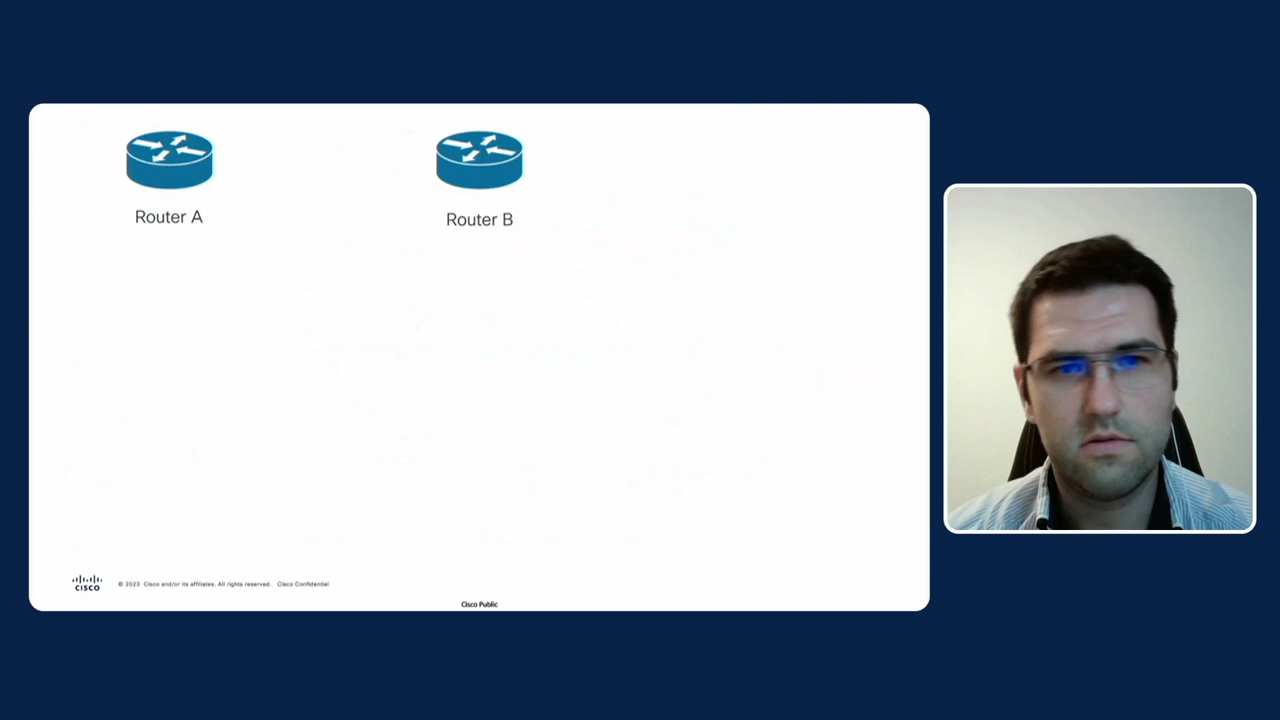 Router A
Router B
CISCO
© 2023 Cisco and/or its affiliates. All rights reserved. Cisco Confidential
Cisco Public